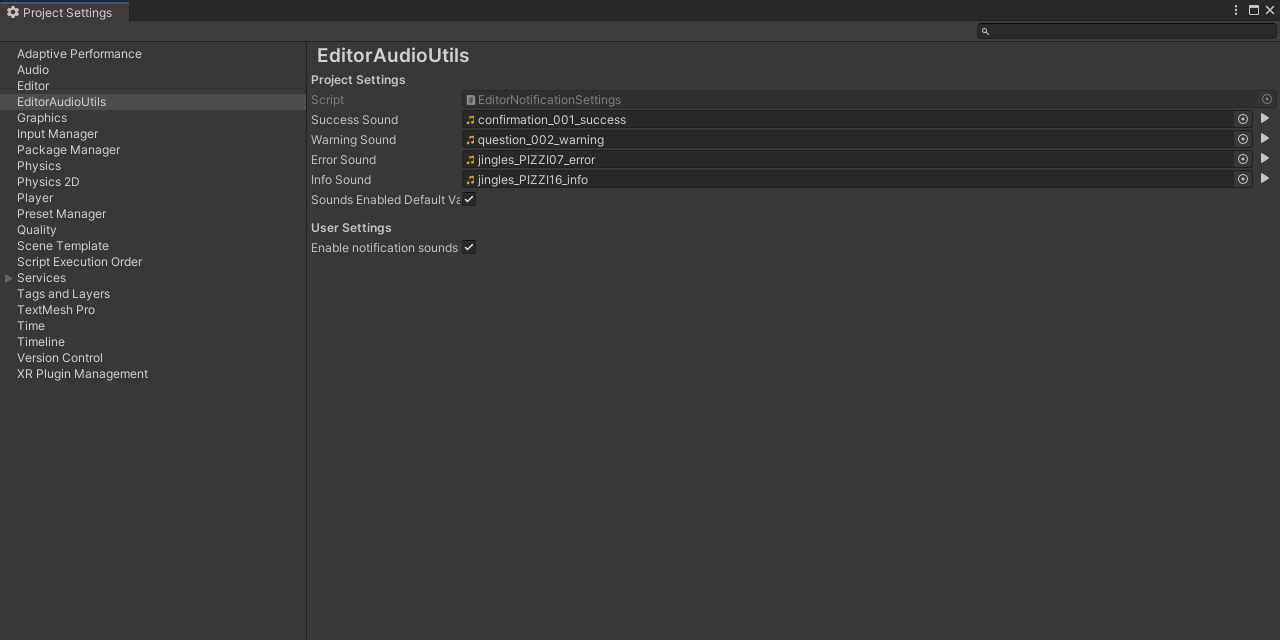 Project Settings
Adaptive Performance
Audio
Editor
EditorAudioUtils
Graphics
Input Manager
Package Manager
Physics
Physics 2D
Player
Preset Manager
Quality
Scene Template
Script Execution Order
Services
Tags and Layers
TextMesh Pro
Time
Timeline
Version Control
XR Plugin Management
EditorAudioUtils
Project Settings
Script EditorNotificationSettings
Success Sound confirmation_001_success
Warning Sound question_002_warning
Error Sound jingles_PIZZI07_error
Info Sound jingles_PIZZI16_info
Sounds Enabled Default Va
User Settings
Enable notification sounds